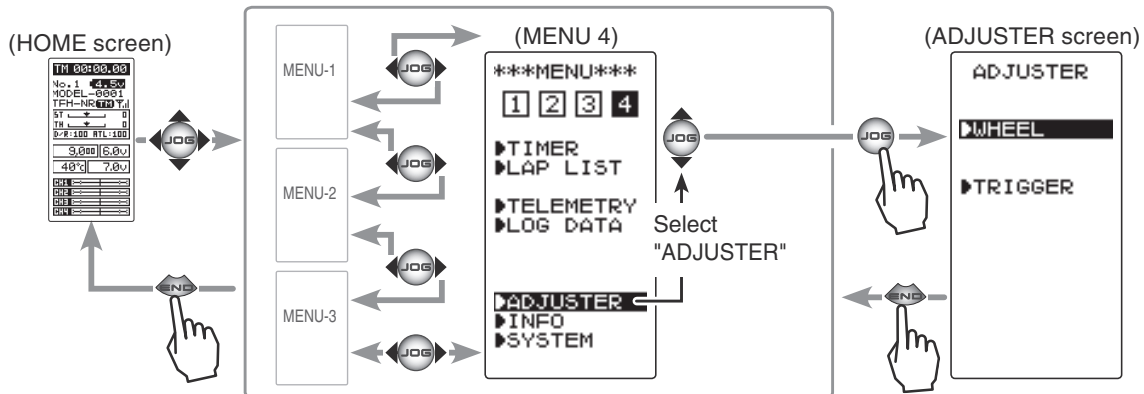 (HOME screen)
TM 00:00.00
No.1 4.5v
MODEL-0001
TFH-NR TM
ST 0
TH 0
D/R:100 ATL:100
6.0v
40°c 7.0v
CH1
CH2
CH3
CH4
END
JOG
MENU-1
MENU-2
MENU-3
JOG
JOG
JOG
JOG
(MENU 4)
***MENU***
1 2 3 4
TIMER
LAP LIST
TELEMETRY
LOG DATA
ADJUSTER
INFO
SYSTEM
JOG
Select
"ADJUSTER"
JOG
END
(ADJUSTER screen)
ADJUSTER
WHEEL
TRIGGER